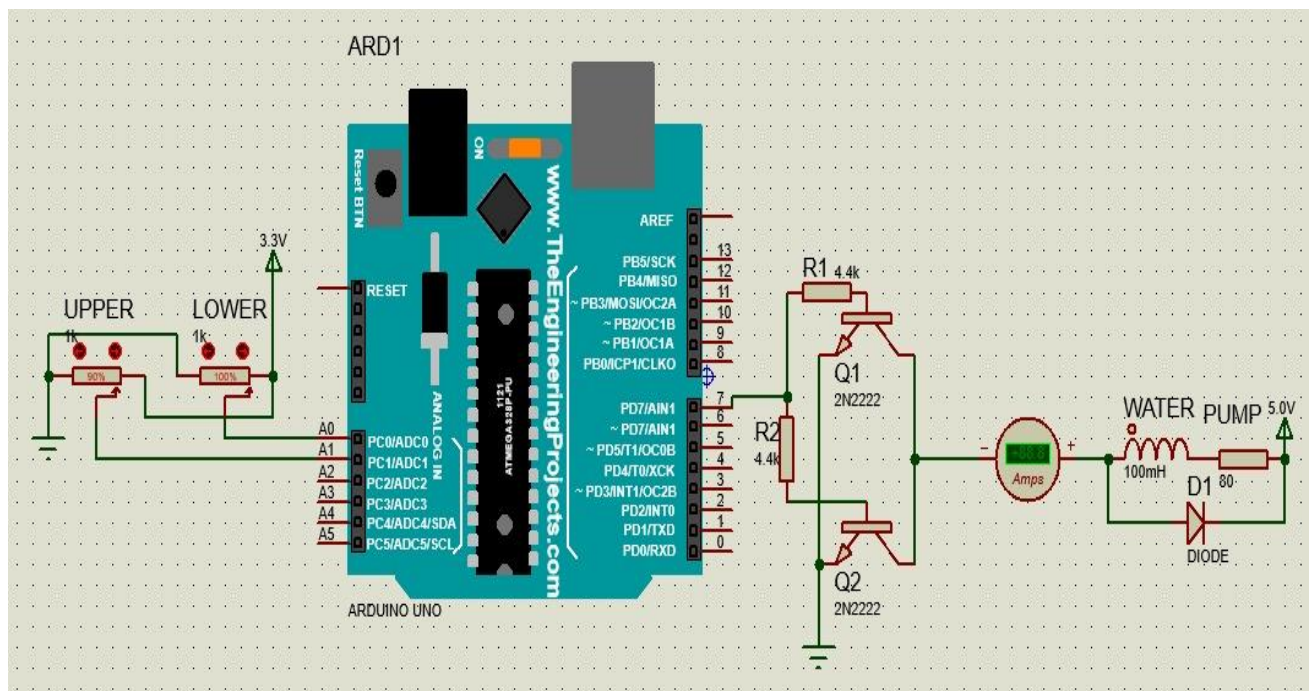 ARD1
Reset BTN
ON
www.TheEngineeringProjects.com
3.3V
UPPER
LOWER
1k
1k
90%
100%
RESET
ANALOG IN
1121
ATMEGA328P-PU
AREF
PB5/SCK 13
PB4/MISO 12
~ PB3/MOSI/OC2A 11
~ PB2/OC1B 10
~ PB1/OC1A 9
PB0/ICP1/CLKO 8
PD7/AIN1 7
~ PD7/AIN1 6
~ PD5/T1/OC0B 5
PD4/T0/XCK 4
~ PD3/INT1/OC2B 3
PD2/INT0 2
PD1/TXD 1
PD0/RXD 0
A0 PC0/ADC0
A1 PC1/ADC1
A2 PC2/ADC2
A3 PC3/ADC3
A4 PC4/ADC4/SDA
A5 PC5/ADC5/SCL
ARDUINO UNO
R1 4.4k
Q1
2N2222
R2
4.4k
Q2
2N2222
- +
Amps
WATER PUMP
100mH
80
5.0V
D1
DIODE